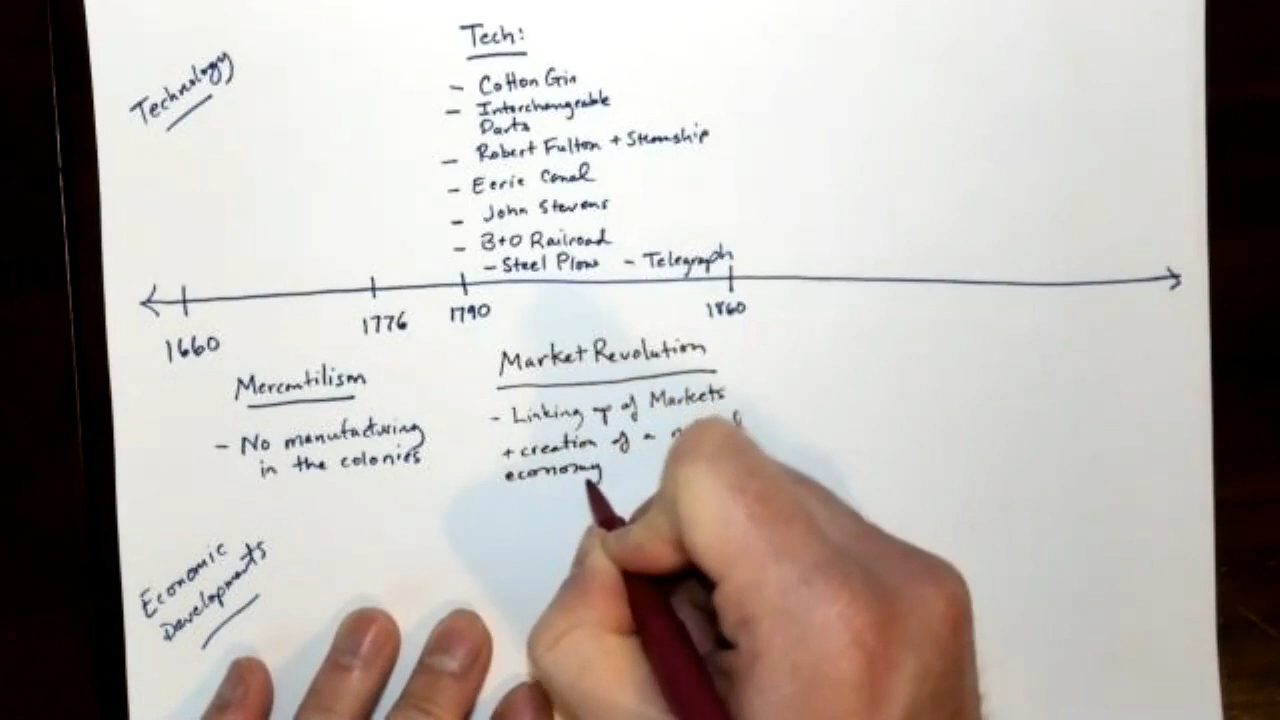 Technology
Tech:
- Cotton Gin
- Interchangeable
Parts
- Robert Fulton + Steamship
- Eerie Canal
- John Stevens
- B+O Railroad
- Steel Plow - Telegraph
1660
1776
1790
1860
Mercantilism
- No manufacturing
in the colonies
Market Revolution
- Linking up of Markets
+ creation of a
economy
Economic
Developments